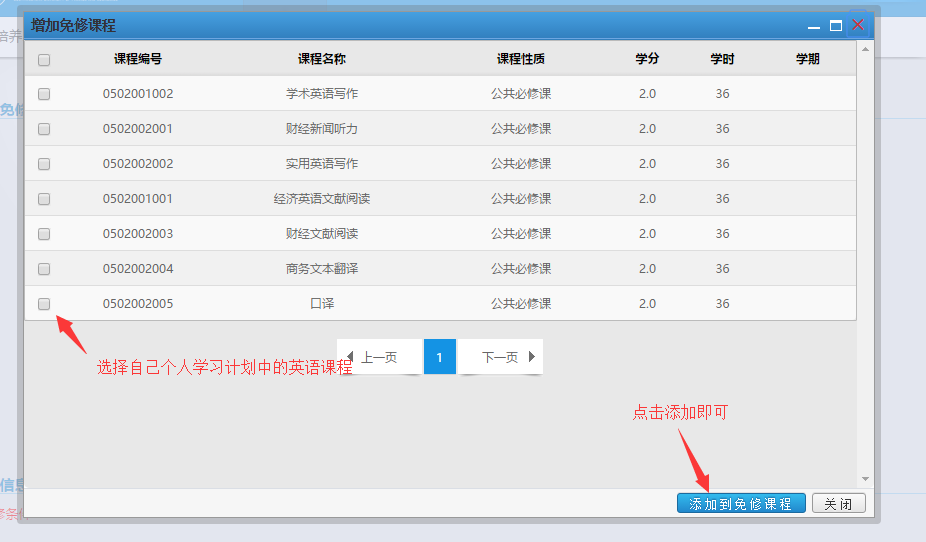 增加免修课程
培养
课程编号 课程名称 课程性质 学分 学时 学期
0502001002 学术英语写作 公共必修课 2.0 36
免修
0502002001 财经新闻听力 公共必修课 2.0 36
0502002002 实用英语写作 公共必修课 2.0 36
0502001001 经济英语文献阅读 公共必修课 2.0 36
0502002003 财经文献阅读 公共必修课 2.0 36
0502002004 商务文本翻译 公共必修课 2.0 36
0502002005 口译 公共必修课 2.0 36
选择自己个人学习计划中的英语课程
上一页 1 下一页
点击添加即可
信息
添加到免修课程 关闭